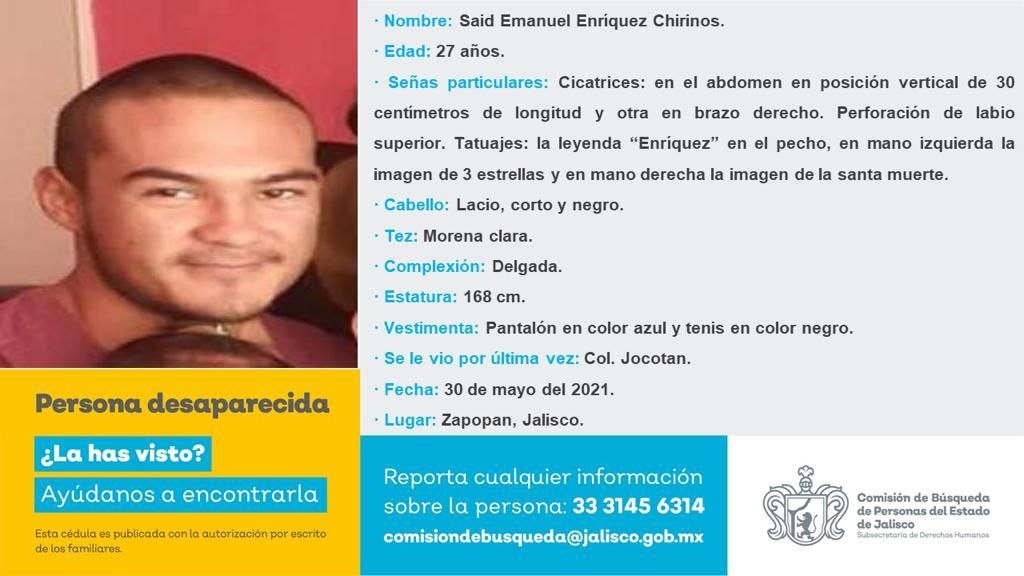 · Nombre: Said Emanuel Enríquez Chirinos.
· Edad: 27 años.
· Señas particulares: Cicatrices: en el abdomen en posición vertical de 30
centímetros de longitud y otra en brazo derecho. Perforación de labio
superior. Tatuajes: la leyenda “Enríquez” en el pecho, en mano izquierda la
imagen de 3 estrellas y en mano derecha la imagen de la santa muerte.
· Cabello: Lacio, corto y negro.
· Tez: Morena clara.
· Complexión: Delgada.
· Estatura: 168 cm.
· Vestimenta: Pantalón en color azul y tenis en color negro.
· Se le vio por última vez: Col. Jocotan.
· Fecha: 30 de mayo del 2021.
· Lugar: Zapopan, Jalisco.
Persona desaparecida
¿La has visto?
Ayúdanos a encontrarla
Esta cédula es publicada con la autorización por escrito
de los familiares.
Reporta cualquier información
sobre la persona: 33 3145 6314
comisiondebusqueda@jalisco.gob.mx
Comisión de Búsqueda
de Personas del Estado
de Jalisco
Subsecretaría de Derechos Humanos